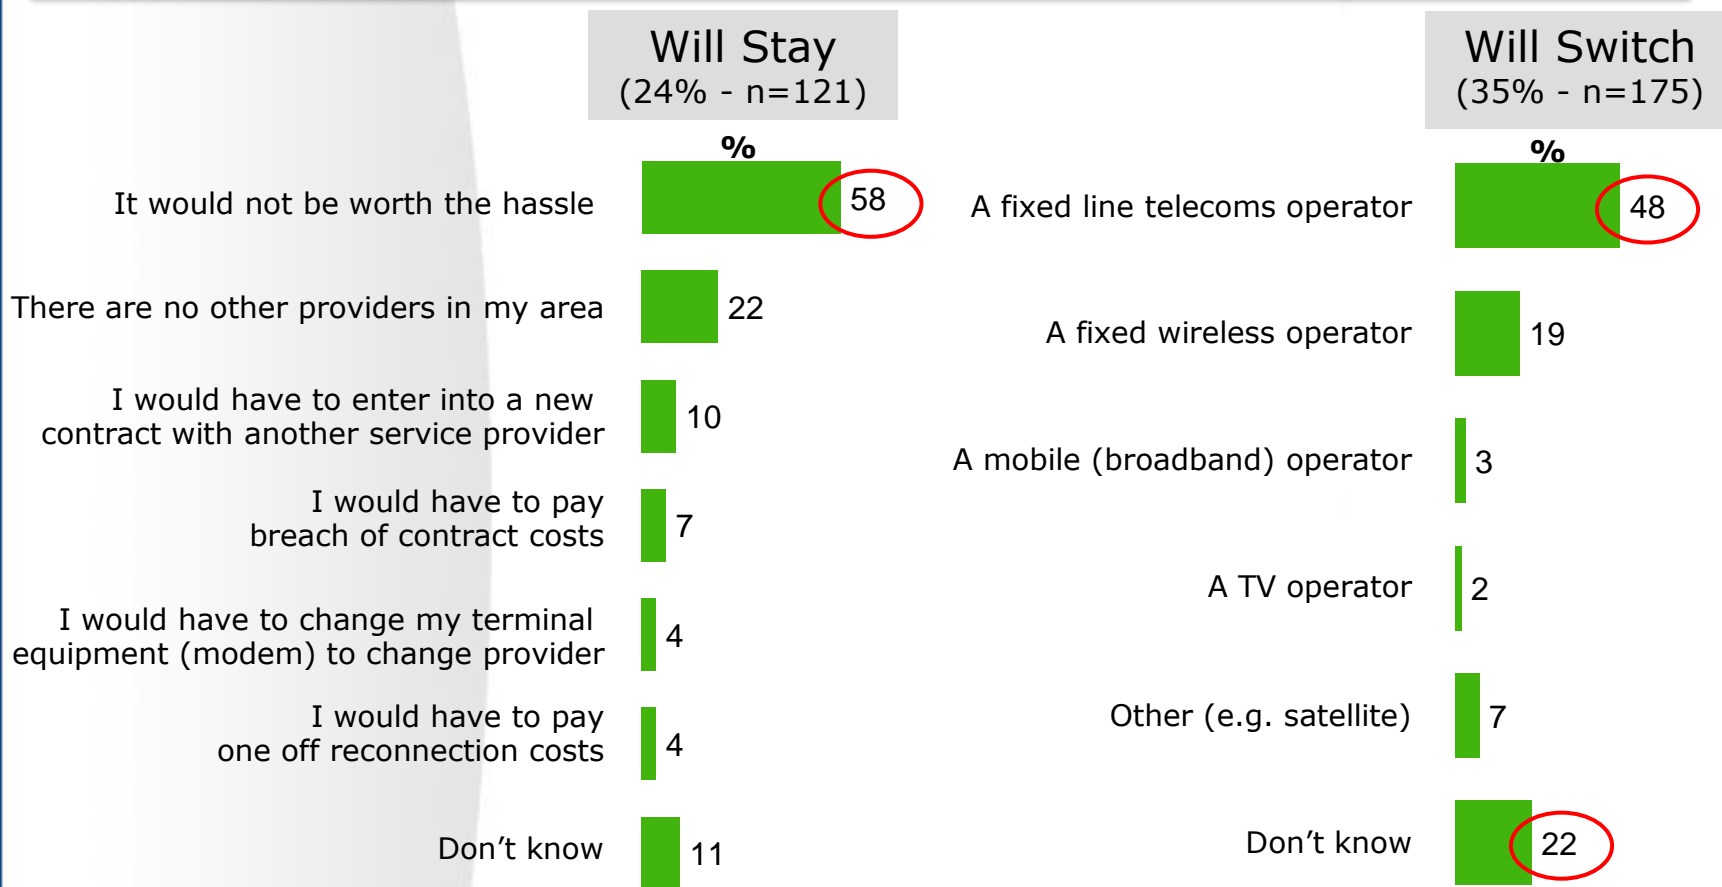 Will Stay
(24% - n=121)
%
It would not be worth the hassle 58
There are no other providers in my area 22
I would have to enter into a new
contract with another service provider 10
I would have to pay
breach of contract costs 7
I would have to change my terminal
equipment (modem) to change provider 4
I would have to pay
one off reconnection costs 4
Don’t know 11
Will Switch
(35% - n=175)
%
A fixed line telecoms operator 48
A fixed wireless operator 19
A mobile (broadband) operator 3
A TV operator 2
Other (e.g. satellite) 7
Don’t know 22